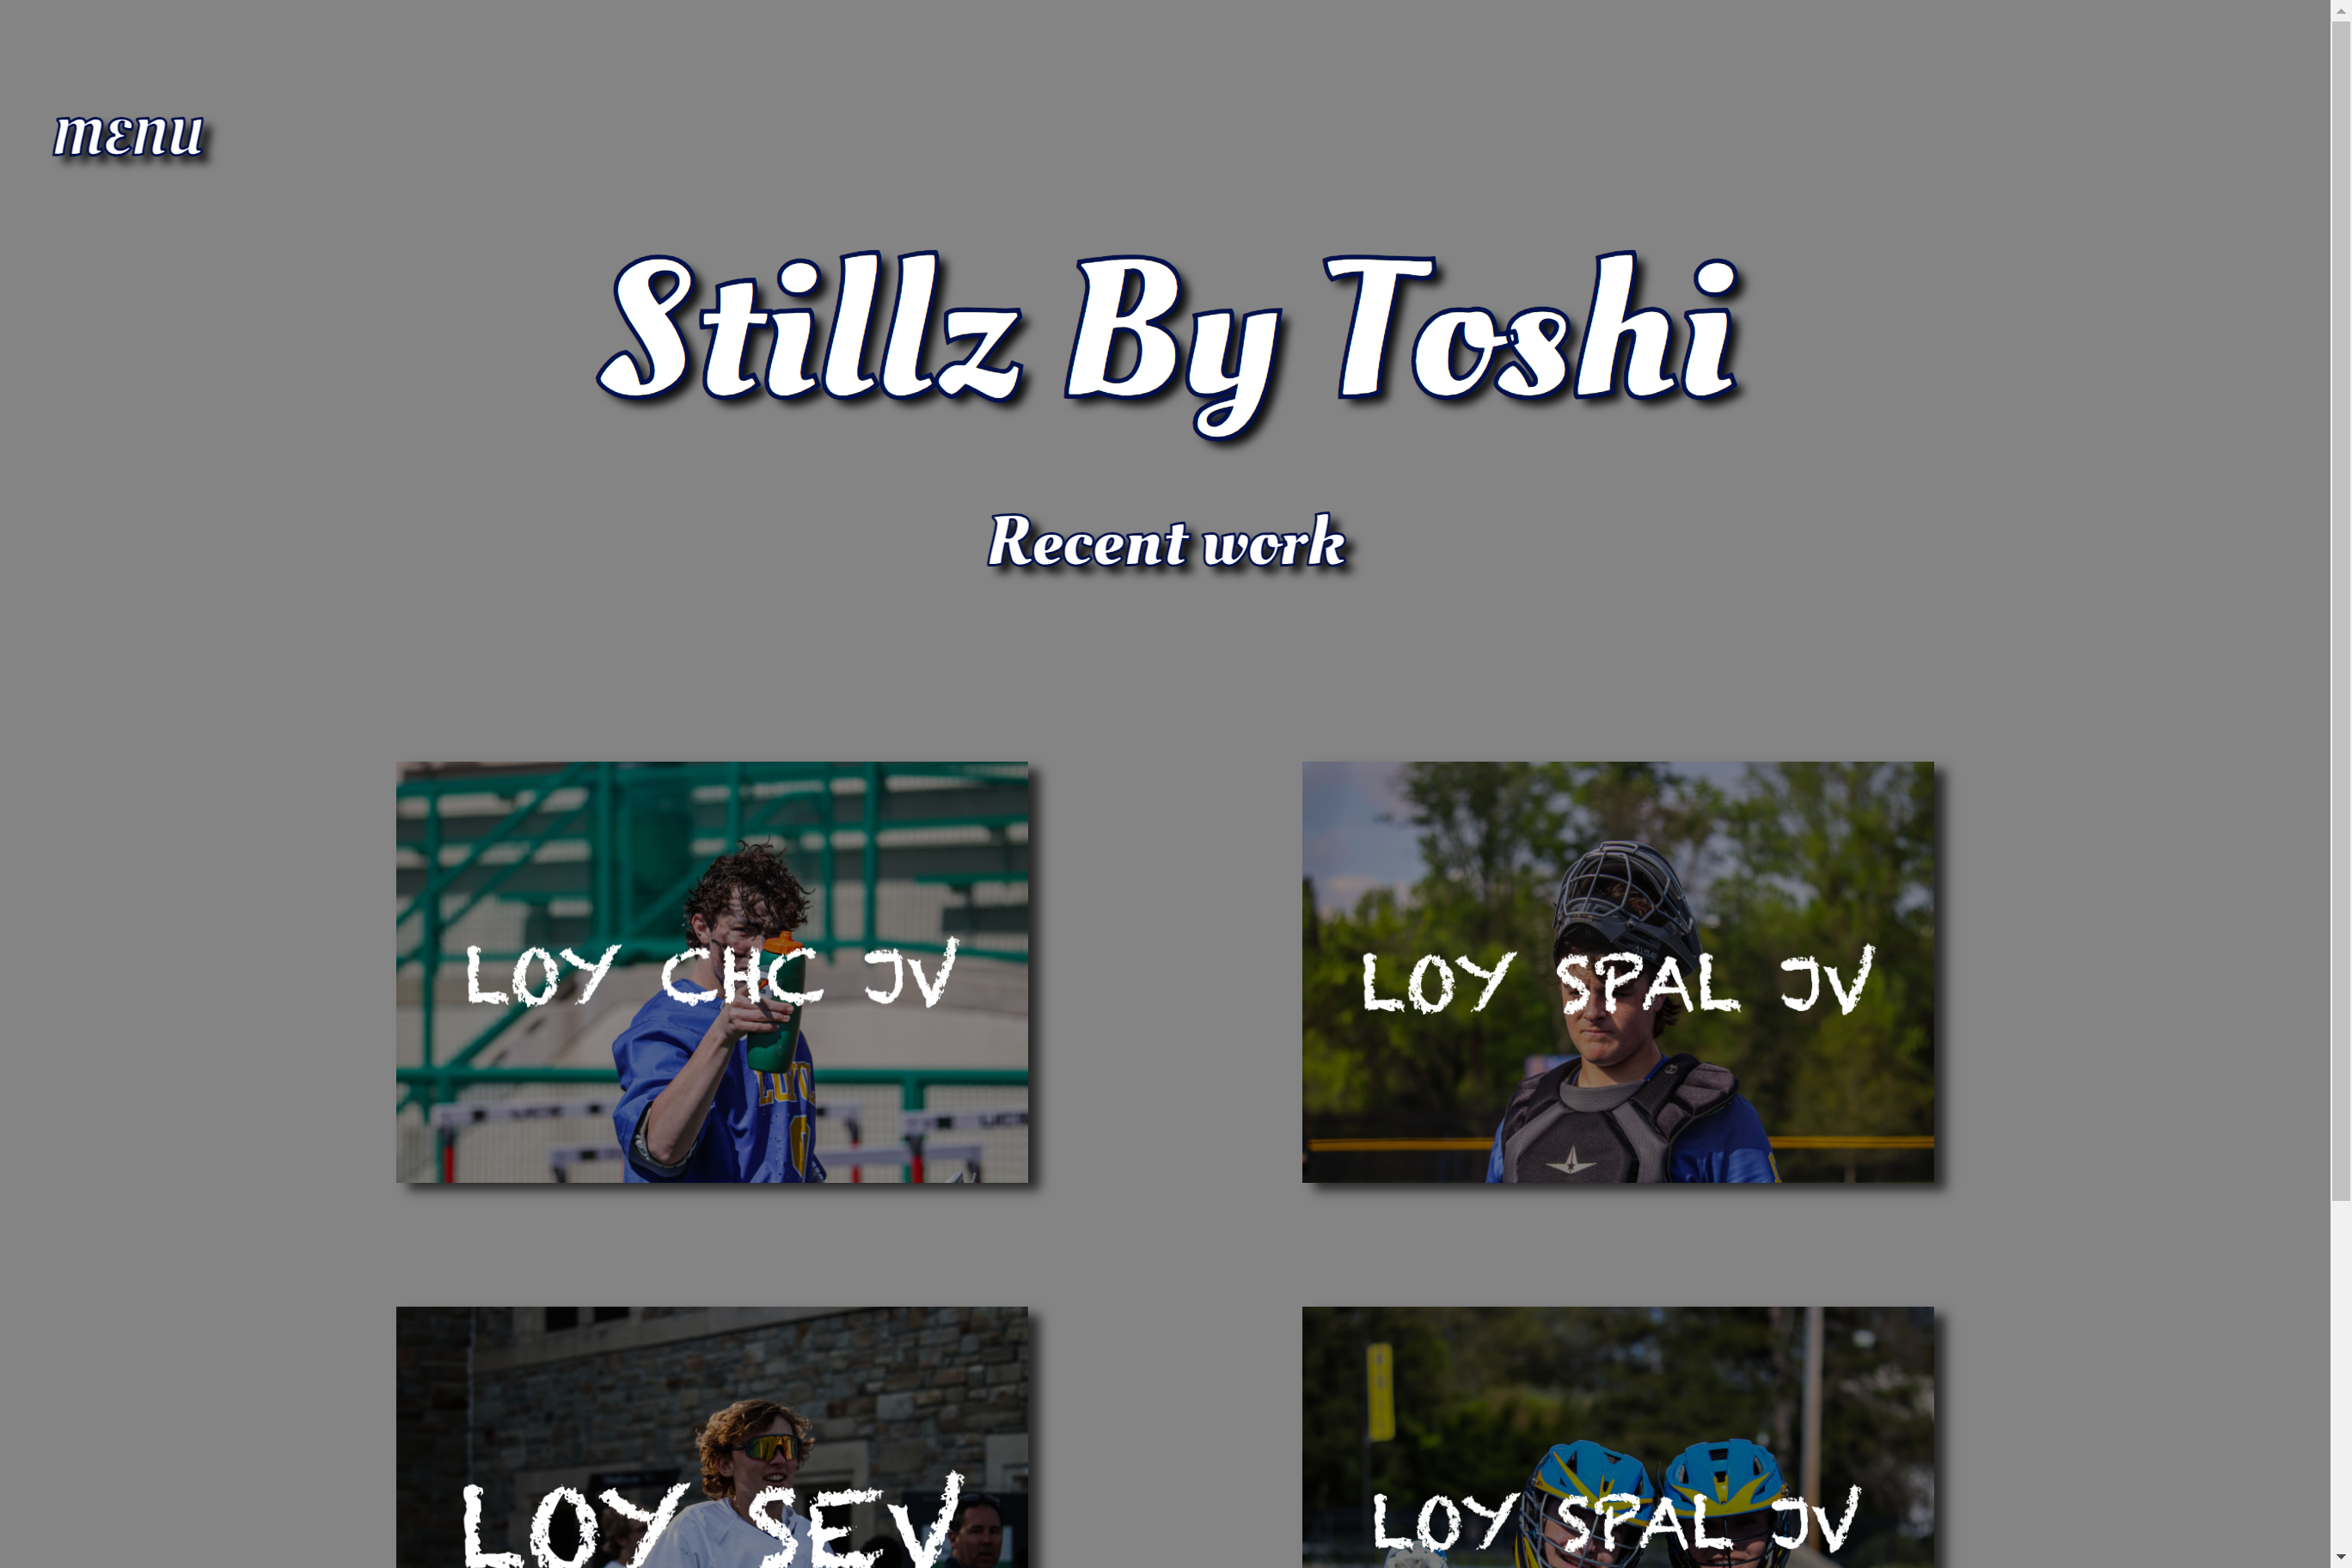 MENU
Stillz By Toshi
Recent work
LOY CHC JV
LOY SPAL JV
LOY SEV
LOY SPAL JV